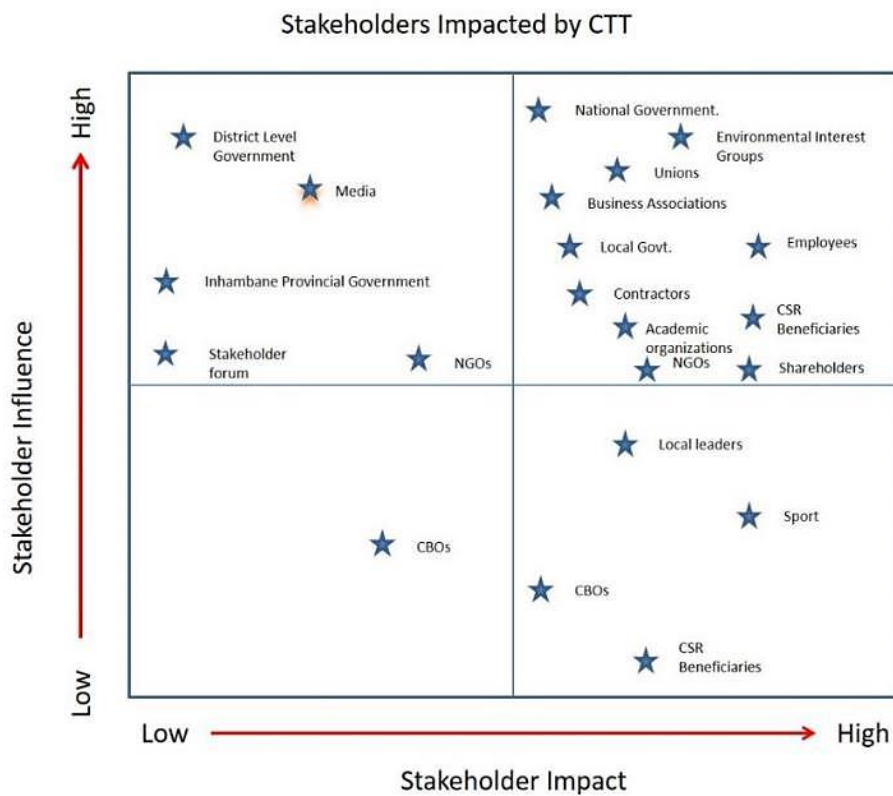 Stakeholders Impacted by CTT
High
Stakeholder Influence
Low
District Level
Government
Media
Inhambane Provincial Government
Stakeholder
forum
NGOs
National Government.
Environmental Interest
Groups
Unions
Business Associations
Local Govt.
Employees
Contractors
CSR
Beneficiaries
Academic
organizations
NGOs
Shareholders
CBOs
Local leaders
Sport
CBOs
CSR
Beneficiaries
Low
High
Stakeholder Impact